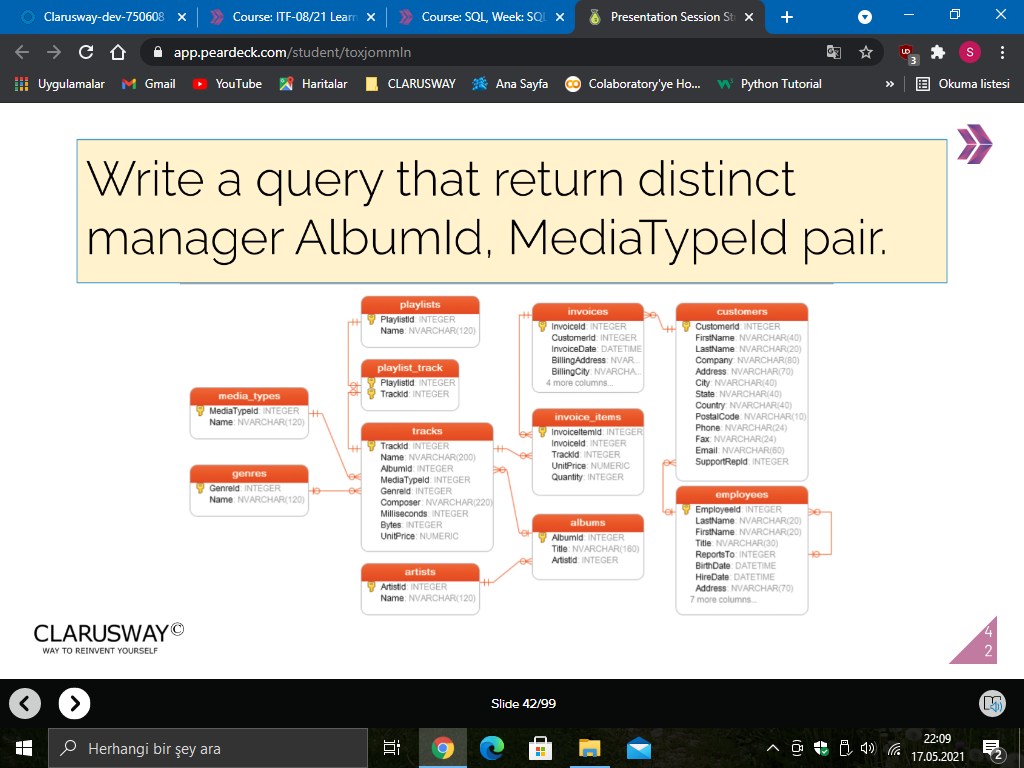 Clarusway-dev-750608
Course: ITF-08/21 Learn
Course: SQL, Week: SQL
Presentation Session St
app.peardeck.com/student/toxjommln
UD
3
S
Uygulamalar
Gmail
YouTube
Haritalar
CLARUSWAY
Ana Sayfa
Colaboratory'ye Ho...
Python Tutorial
»
Okuma listesi
Write a query that return distinct
manager AlbumId, MediaTypeId pair.
playlists
PlaylistId: INTEGER
Name: NVARCHAR(120)
playlist_track
PlaylistId: INTEGER
TrackId: INTEGER
media_types
MediaTypeId: INTEGER
Name: NVARCHAR(120)
genres
GenreId: INTEGER
Name: NVARCHAR(120)
tracks
TrackId: INTEGER
Name: NVARCHAR(200)
AlbumId: INTEGER
MediaTypeId: INTEGER
GenreId: INTEGER
Composer: NVARCHAR(220)
Milliseconds: INTEGER
Bytes: INTEGER
UnitPrice: NUMERIC
artists
ArtistId: INTEGER
Name: NVARCHAR(120)
invoices
InvoiceId: INTEGER
CustomerId: INTEGER
InvoiceDate: DATETIME
BillingAddress: NVAR...
BillingCity: NVARCHA...
4 more columns...
invoice_items
InvoiceItemId: INTEGER
InvoiceId: INTEGER
TrackId: INTEGER
UnitPrice: NUMERIC
Quantity: INTEGER
albums
AlbumId: INTEGER
Title: NVARCHAR(160)
ArtistId: INTEGER
customers
CustomerId: INTEGER
FirstName: NVARCHAR(40)
LastName: NVARCHAR(20)
Company: NVARCHAR(80)
Address: NVARCHAR(70)
City: NVARCHAR(40)
State: NVARCHAR(40)
Country: NVARCHAR(40)
PostalCode: NVARCHAR(10)
Phone: NVARCHAR(24)
Fax: NVARCHAR(24)
Email: NVARCHAR(60)
SupportRepId: INTEGER
employees
EmployeeId: INTEGER
LastName: NVARCHAR(20)
FirstName: NVARCHAR(20)
Title: NVARCHAR(30)
ReportsTo: INTEGER
BirthDate: DATETIME
HireDate: DATETIME
Address: NVARCHAR(70)
7 more columns...
CLARUSWAY©
WAY TO REINVENT YOURSELF
4
2
Slide 42/99
Herhangi bir şey ara
22:09
17.05.2021
2